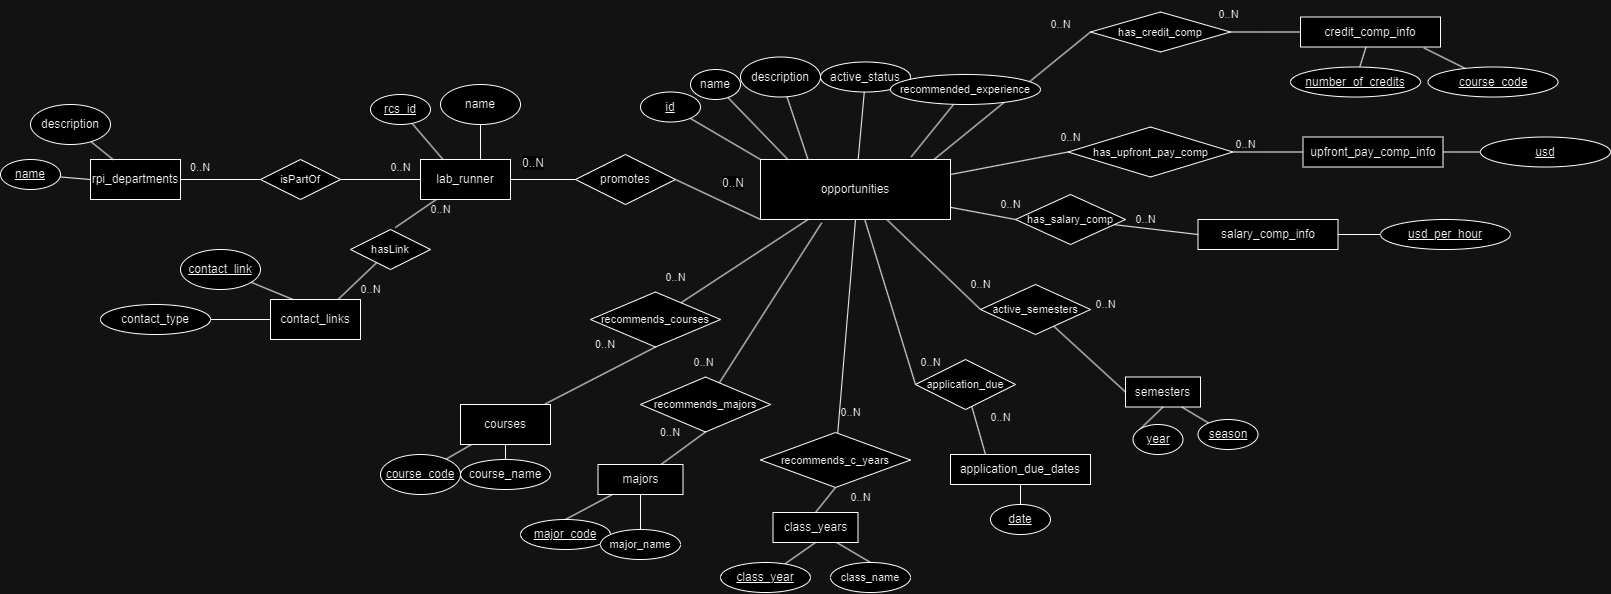 0..N
0..N
has_credit_comp
credit_comp_info
number_of_credits
course_code
id
name
description
active_status
recommended_experience
description
name
rpi_departments
0..N
isPartOf
0..N
rcs_id
name
lab_runner
0..N
promotes
0..N
opportunities
0..N
has_upfront_pay_comp
0..N
upfront_pay_comp_info
usd
0..N
has_salary_comp
0..N
salary_comp_info
usd_per_hour
0..N
hasLink
0..N
contact_link
contact_type
contact_links
0..N
recommends_courses
0..N
courses
course_code
course_name
0..N
recommends_majors
0..N
majors
major_code
major_name
0..N
recommends_c_years
0..N
class_years
class_year
class_name
0..N
application_due
0..N
application_due_dates
date
0..N
active_semesters
0..N
semesters
year
season